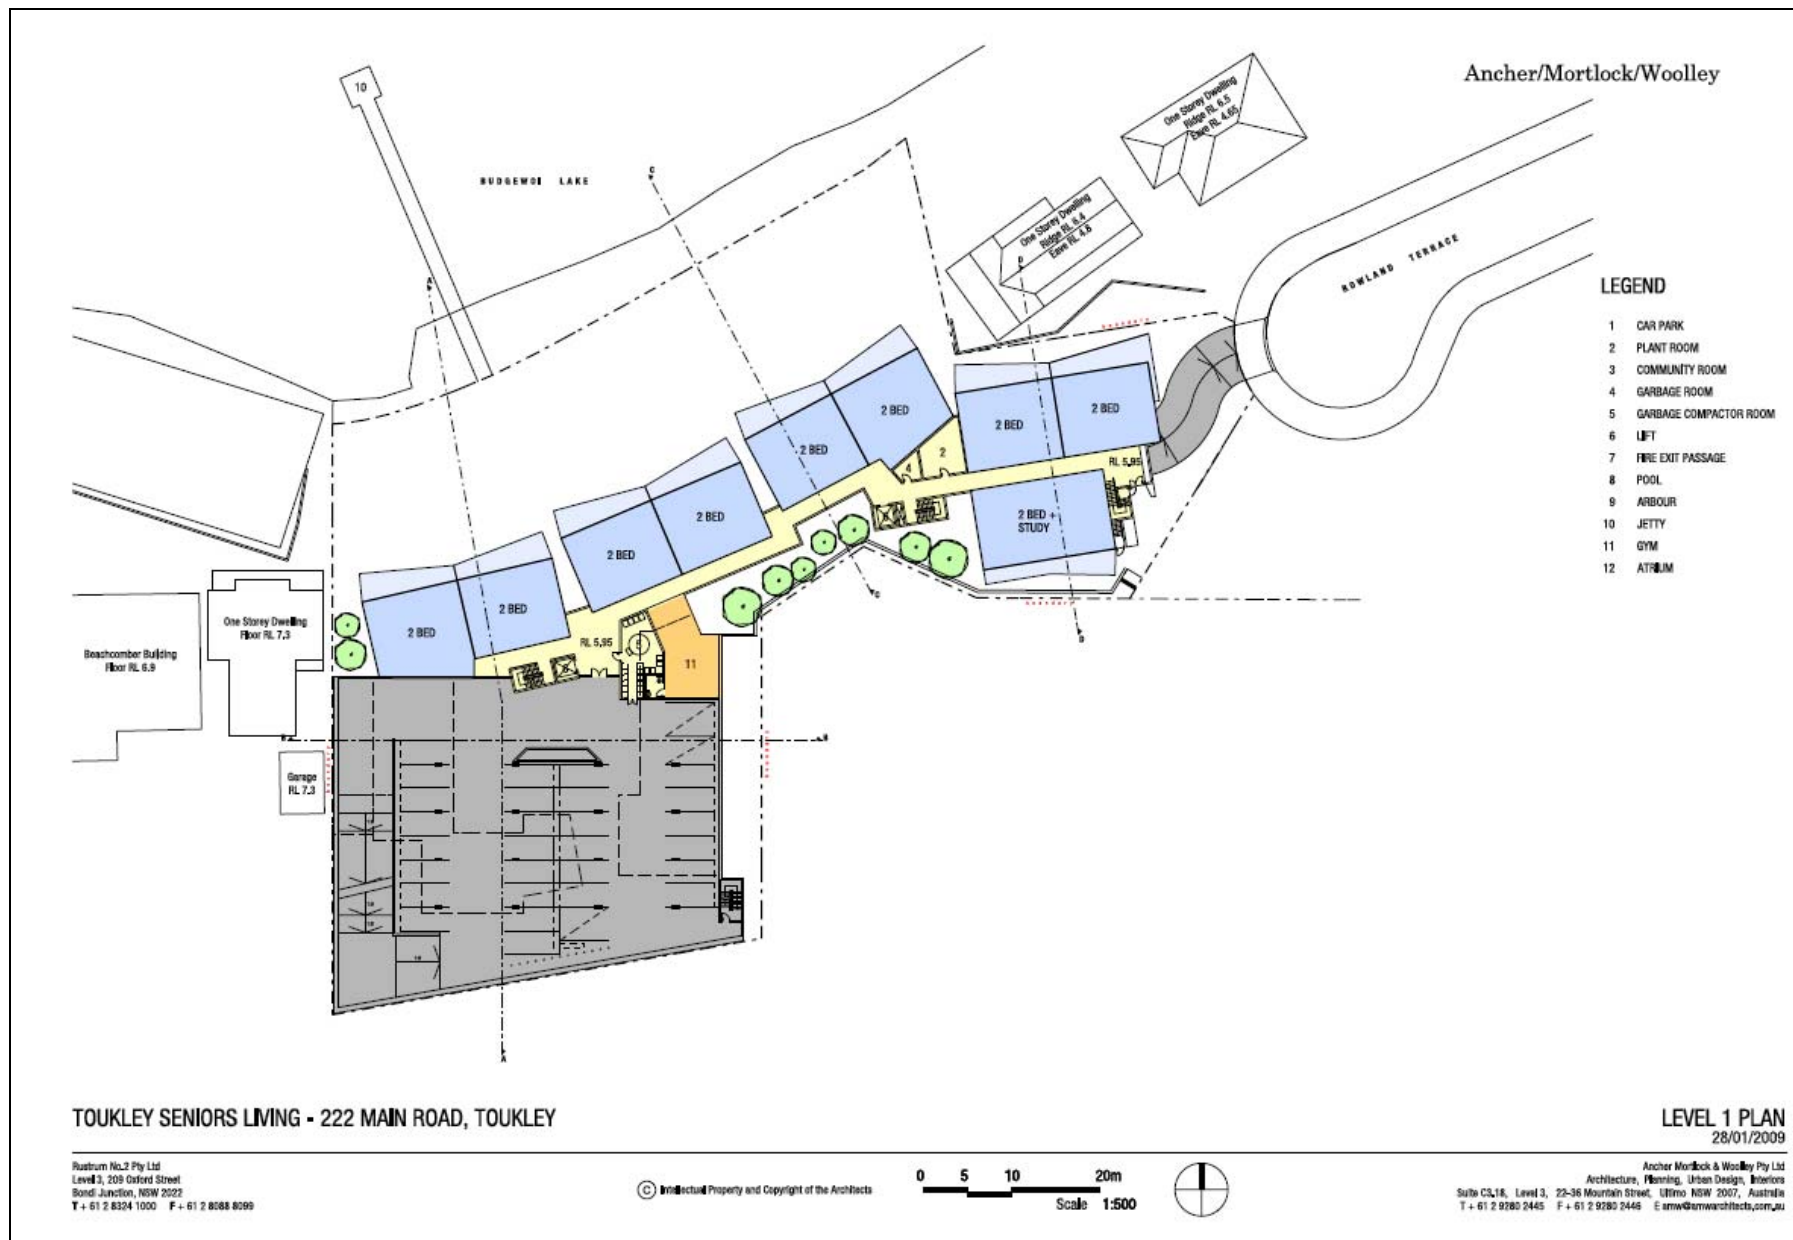 Ancher/Mortlock/Woolley
10
BUDGEWOI LAKE
C
One Storey Dwelling
Ridge RL 6.5
Eave RL 4.65
One Storey Dwelling
Ridge RL 6.4
Eave RL 4.8
D
ROWLAND TERRACE
A
LEGEND
1 CAR PARK
2 PLANT ROOM
3 COMMUNITY ROOM
4 GARBAGE ROOM
5 GARBAGE COMPACTOR ROOM
6 LIFT
7 FIRE EXIT PASSAGE
8 POOL
9 ARBOUR
10 JETTY
11 GYM
12 ATRIUM
boundary
2 BED
2 BED
2 BED
2 BED
2 BED
2 BED
2 BED
2 BED
4
2
RL 5.95
2 BED +
STUDY
boundary
C
D
One Storey Dwelling
Floor RL 7.3
Beachcomber Building
Floor RL 6.9
RL 5.95
11
Garage
RL 7.3
A
TOUKLEY SENIORS LIVING - 222 MAIN ROAD, TOUKLEY
LEVEL 1 PLAN
28/01/2009
Rustrum No.2 Pty Ltd
Level 3, 209 Oxford Street
Bondi Junction, NSW 2022
T + 61 2 8324 1000 F + 61 2 8088 8099
C Intellectual Property and Copyright of the Architects
0 5 10 20m
Scale 1:500
Ancher Mortlock & Woolley Pty Ltd
Architecture, Planning, Urban Design, Interiors
Suite C3.18, Level 3, 22-36 Mountain Street, Ultimo NSW 2007, Australia
T + 61 2 9280 2445 F + 61 2 9280 2446 E amw@amwarchitects.com.au